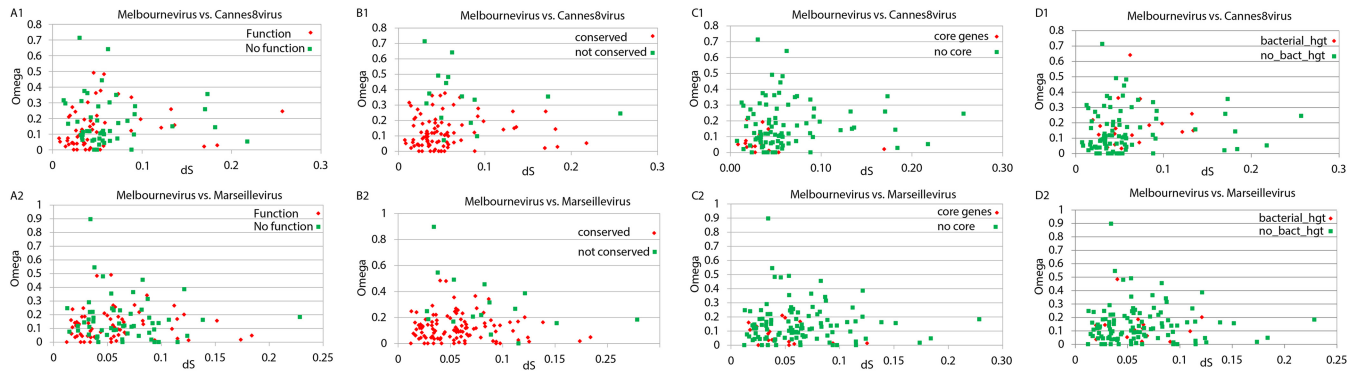 A1
Melbournevirus vs. Cannes8virus
Function
No function
Omega
0.8
0.7
0.6
0.5
0.4
0.3
0.2
0.1
0
0
0.1
0.2
0.3
dS
B1
Melbournevirus vs. Cannes8virus
conserved
not conserved
Omega
0.8
0.7
0.6
0.5
0.4
0.3
0.2
0.1
0
0
0.1
0.2
0.3
dS
C1
Melbournevirus vs. Cannes8virus
core genes
no core
Omega
0.8
0.7
0.6
0.5
0.4
0.3
0.2
0.1
0
0.00
0.1
0.2
0.3
dS
D1
Melbournevirus vs. Cannes8virus
bacterial_hgt
no_bact_hgt
Omega
0.8
0.7
0.6
0.5
0.4
0.3
0.2
0.1
0
0
0.1
0.2
0.3
dS
A2
Melbournevirus vs. Marseillevirus
Function
No function
Omega
1
0.9
0.8
0.7
0.6
0.5
0.4
0.3
0.2
0.1
0
0
0.05
0.1
0.15
0.2
0.25
dS
B2
Melbournevirus vs. Marseillevirus
conserved
not conserved
Omega
1
0.8
0.6
0.4
0.2
0
0
0.05
0.1
0.15
0.20
0.25
dS
C2
Melbournevirus vs. Marseillevirus
core genes
no core
Omega
1
0.9
0.8
0.7
0.6
0.5
0.4
0.3
0.2
0.1
0
0
0.05
0.1
0.15
0.2
0.25
0.3
dS
D2
Melbournevirus vs. Marseillevirus
bacterial_hgt
no_bact_hgt
Omega
1
0.9
0.8
0.7
0.6
0.5
0.4
0.3
0.2
0.1
0
0
0.05
0.1
0.15
0.2
0.25
dS